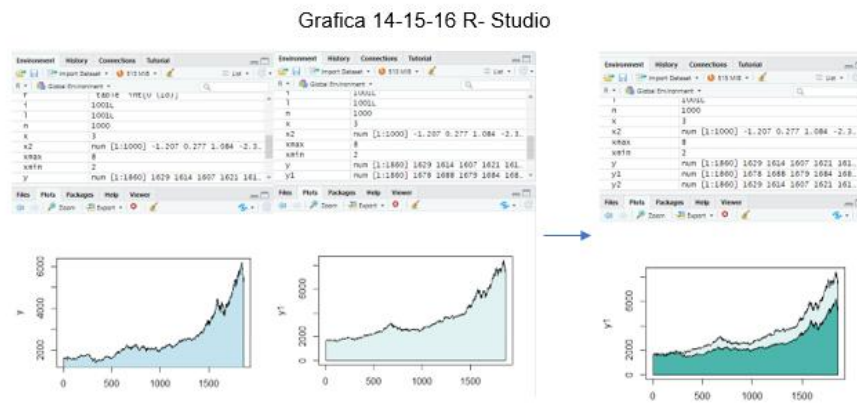 Grafica 14-15-16 R- Studio
Environment History Connections Tutorial
Import Dataset 513 MiB List
R Global Environment
i 1001L
l 1001L
n 1000
x 3
x2 num [1:1000] -1.207 0.277 1.084 -2.3.
xmax 8
xmin 2
y num [1:1860] 1629 1614 1607 1621 161.
Files Plots Packages Help Viewer
Zoom Export
y
2000 4000 6000
0 500 1000 1500
Environment History Connections Tutorial
Import Dataset 513 MiB List
R Global Environment
l 1001L
n 1000
x 3
x2 num [1:1000] -1.207 0.277 1.084 -2.3.
xmax 8
xmin 2
y num [1:1860] 1629 1614 1607 1621 161.
y1 num [1:1860] 1678 1688 1679 1684 168.
Files Plots Packages Help Viewer
Zoom Export
y1
0 2000 6000
0 500 1000 1500
Environment History Connections Tutorial
Import Dataset 513 MiB List
R Global Environment
l 1001L
n 1000
x 3
x2 num [1:1000] -1.207 0.277 1.084 -2.3.
xmax 8
xmin 2
y num [1:1860] 1629 1614 1607 1621 161.
y1 num [1:1860] 1678 1688 1679 1684 168.
y2 num [1:1860] 1629 1614 1607 1621 161.
Files Plots Packages Help Viewer
Zoom Export
y1
0 2000 6000
0 500 1000 1500